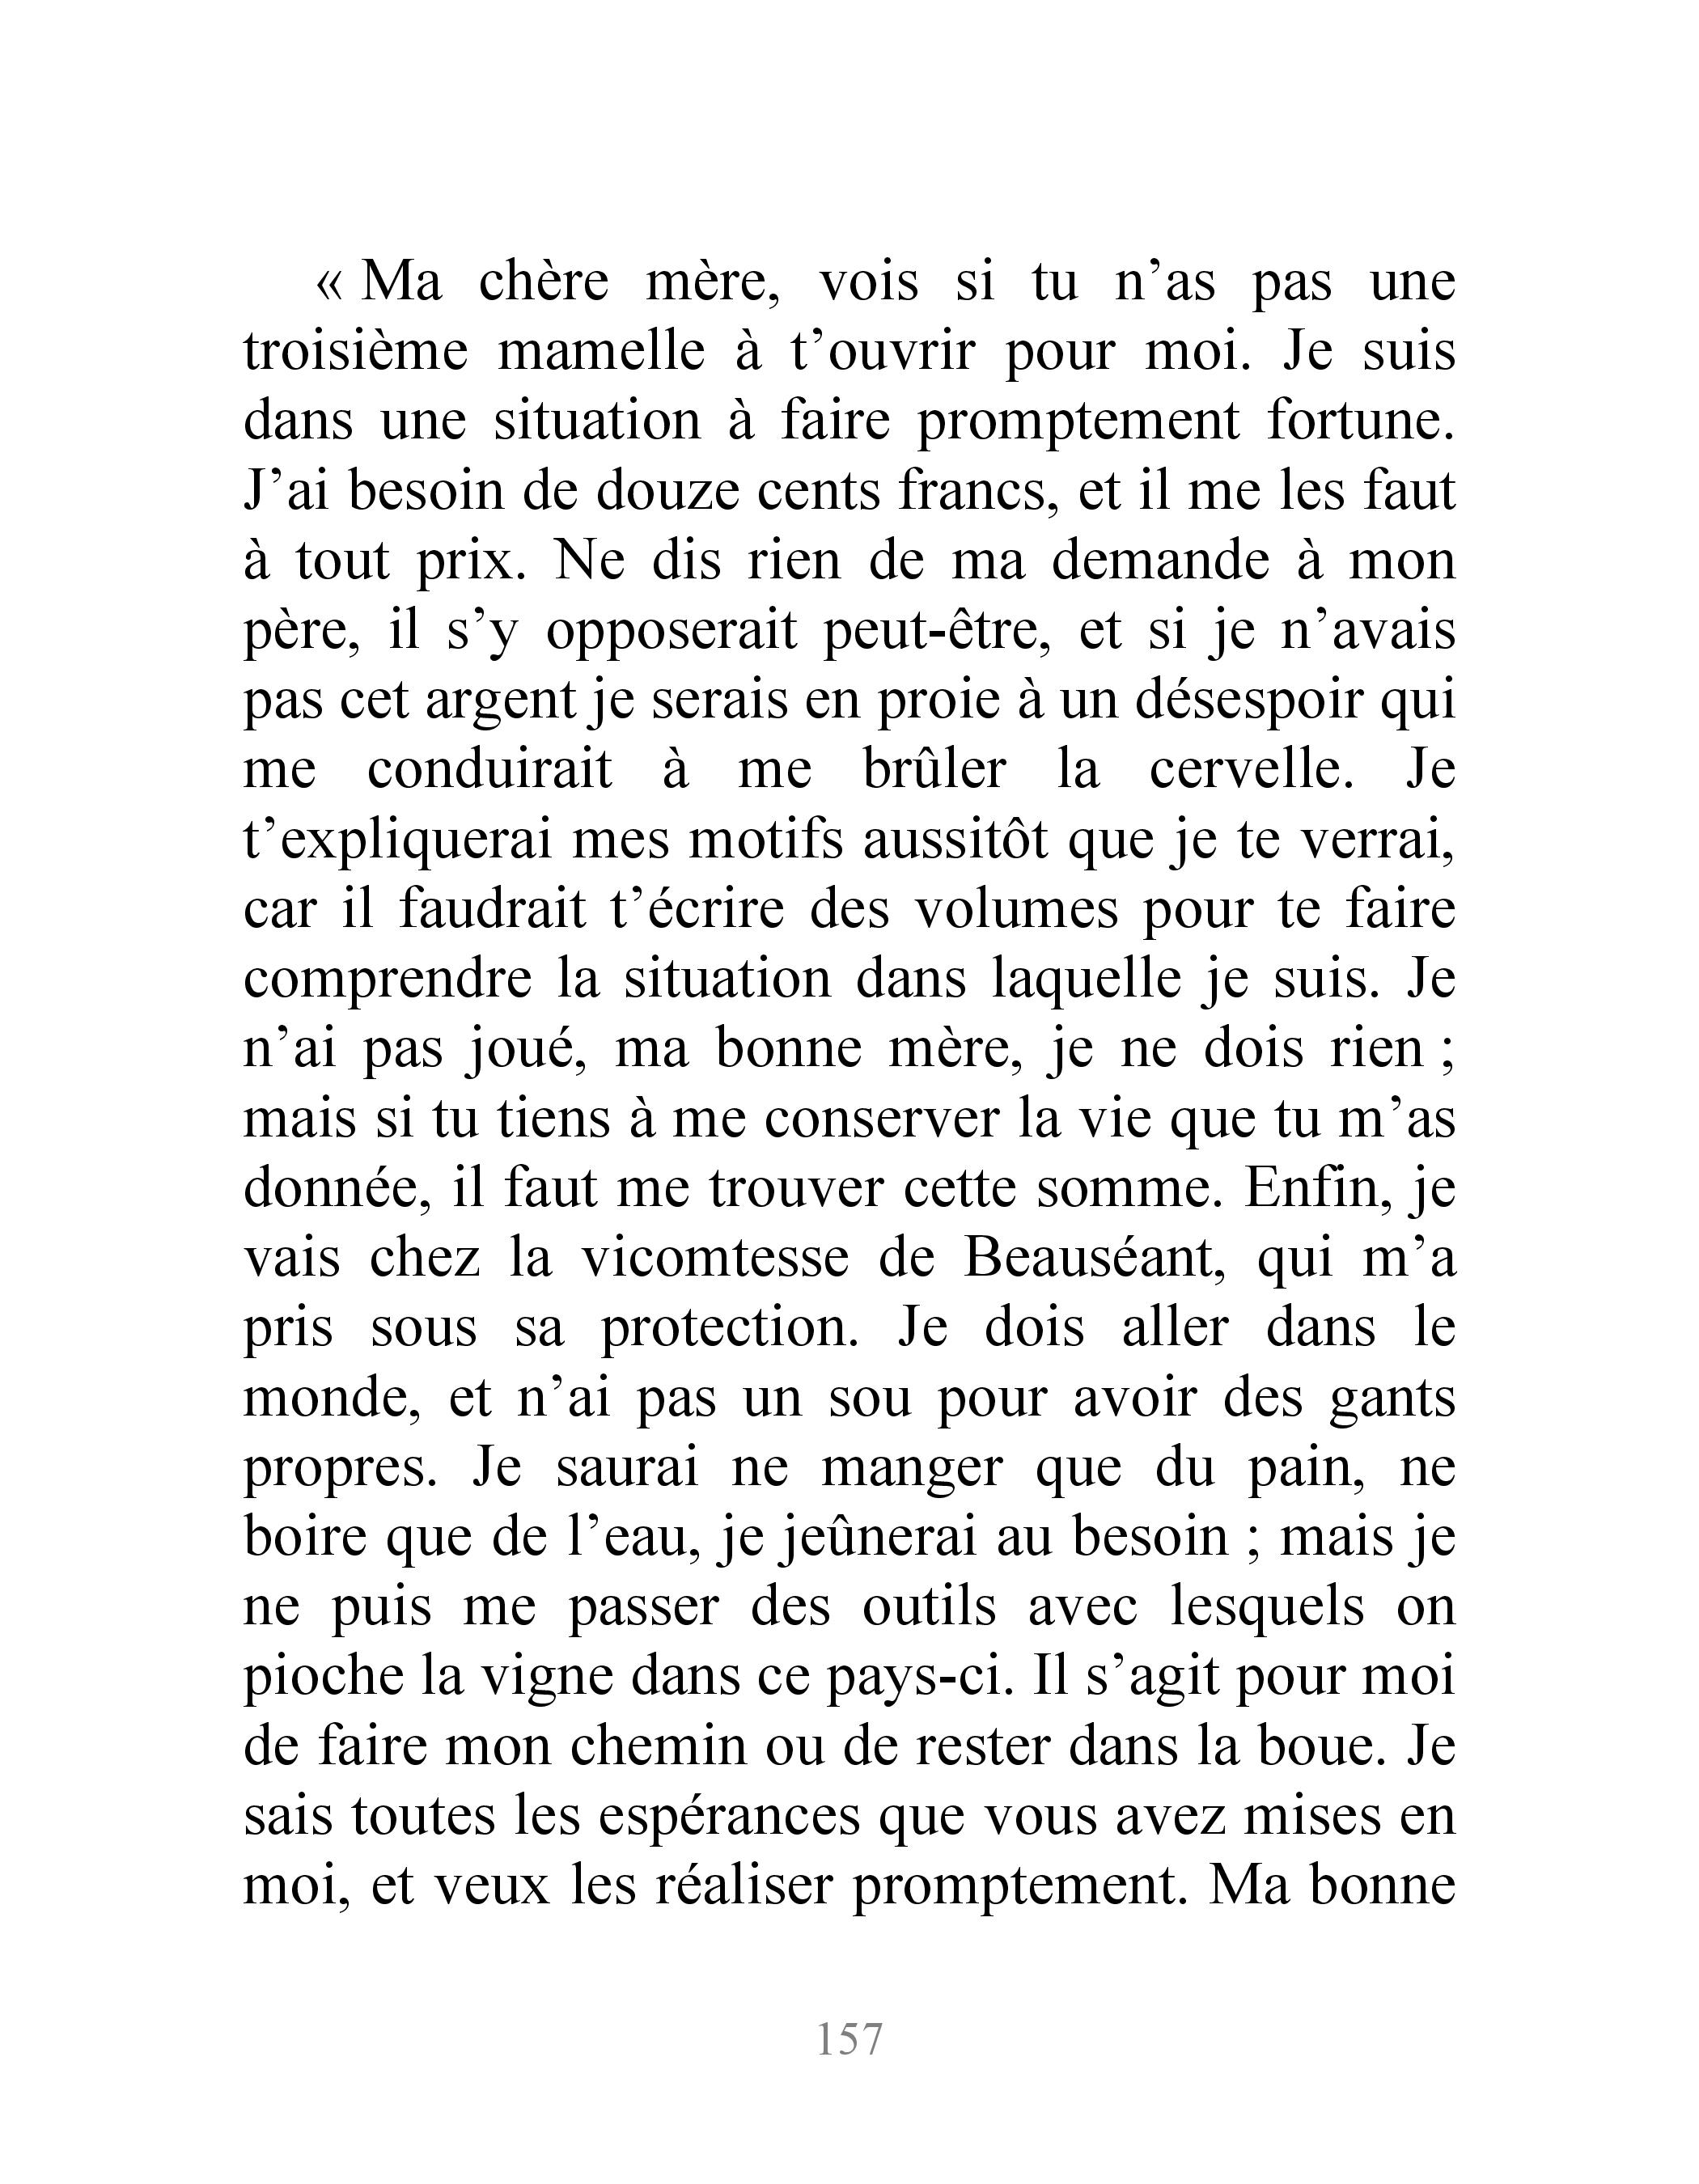 « Ma chère mère, vois si tu n’as pas une
troisième mamelle à t’ouvrir pour moi. Je suis
dans une situation à faire promptement fortune.
J’ai besoin de douze cents francs, et il me les faut
à tout prix. Ne dis rien de ma demande à mon
père, il s’y opposerait peut-être, et si je n’avais
pas cet argent je serais en proie à un désespoir qui
me conduirait à me brûler la cervelle. Je
t’expliquerai mes motifs aussitôt que je te verrai,
car il faudrait t’écrire des volumes pour te faire
comprendre la situation dans laquelle je suis. Je
n’ai pas joué, ma bonne mère, je ne dois rien ;
mais si tu tiens à me conserver la vie que tu m’as
donnée, il faut me trouver cette somme. Enfin, je
vais chez la vicomtesse de Beauséant, qui m’a
pris sous sa protection. Je dois aller dans le
monde, et n’ai pas un sou pour avoir des gants
propres. Je saurai ne manger que du pain, ne
boire que de l’eau, je jeûnerai au besoin ; mais je
ne puis me passer des outils avec lesquels on
pioche la vigne dans ce pays-ci. Il s’agit pour moi
de faire mon chemin ou de rester dans la boue. Je
sais toutes les espérances que vous avez mises en
moi, et veux les réaliser promptement. Ma bonne
157